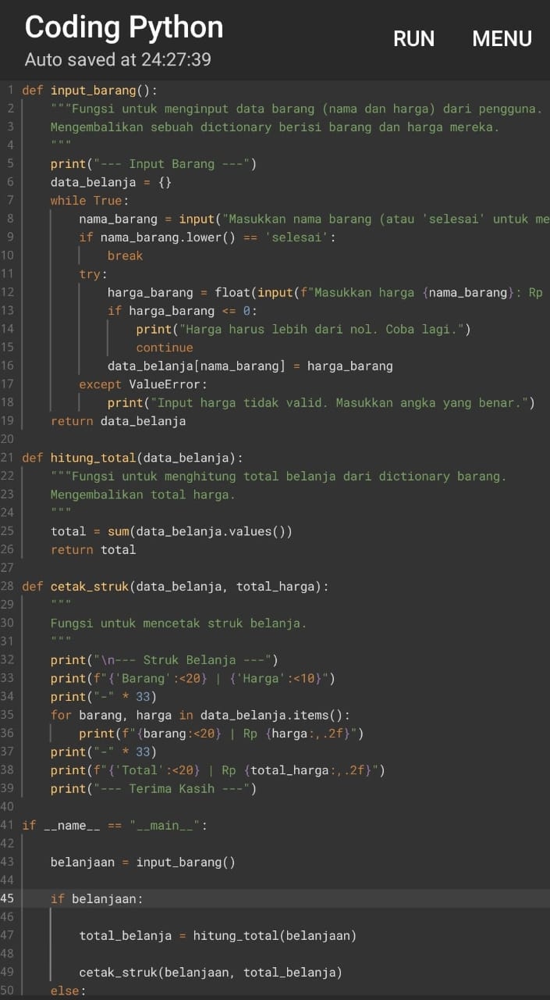 Coding Python
RUN MENU
Auto saved at 24:27:39
1 def input_barang():
2     """Fungsi untuk menginput data barang (nama dan harga) dari pengguna.
3     Mengembalikan sebuah dictionary berisi barang dan harga mereka.
4     """
5     print("--- Input Barang ---")
6     data_belanja = {}
7     while True:
8         nama_barang = input("Masukkan nama barang (atau 'selesai' untuk me
9         if nama_barang.lower() == 'selesai':
10             break
11         try:
12             harga_barang = float(input(f"Masukkan harga {nama_barang}: Rp
13             if harga_barang <= 0:
14                 print("Harga harus lebih dari nol. Coba lagi.")
15                 continue
16             data_belanja[nama_barang] = harga_barang
17         except ValueError:
18             print("Input harga tidak valid. Masukkan angka yang benar.")
19     return data_belanja
20
21 def hitung_total(data_belanja):
22     """Fungsi untuk menghitung total belanja dari dictionary barang.
23     Mengembalikan total harga.
24     """
25     total = sum(data_belanja.values())
26     return total
27
28 def cetak_struk(data_belanja, total_harga):
29     """
30     Fungsi untuk mencetak struk belanja.
31     """
32     print("\n--- Struk Belanja ---")
33     print(f"{'Barang':<20} | {'Harga':<10}")
34     print("-" * 33)
35     for barang, harga in data_belanja.items():
36         print(f"{barang:<20} | Rp {harga:,.2f}")
37     print("-" * 33)
38     print(f"{'Total':<20} | Rp {total_harga:,.2f}")
39     print("--- Terima Kasih ---")
40
41 if __name__ == "__main__":
42
43     belanjaan = input_barang()
44
45     if belanjaan:
46
47         total_belanja = hitung_total(belanjaan)
48
49         cetak_struk(belanjaan, total_belanja)
50     else: